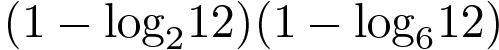 (1 − log₂12)(1 − log₆12)